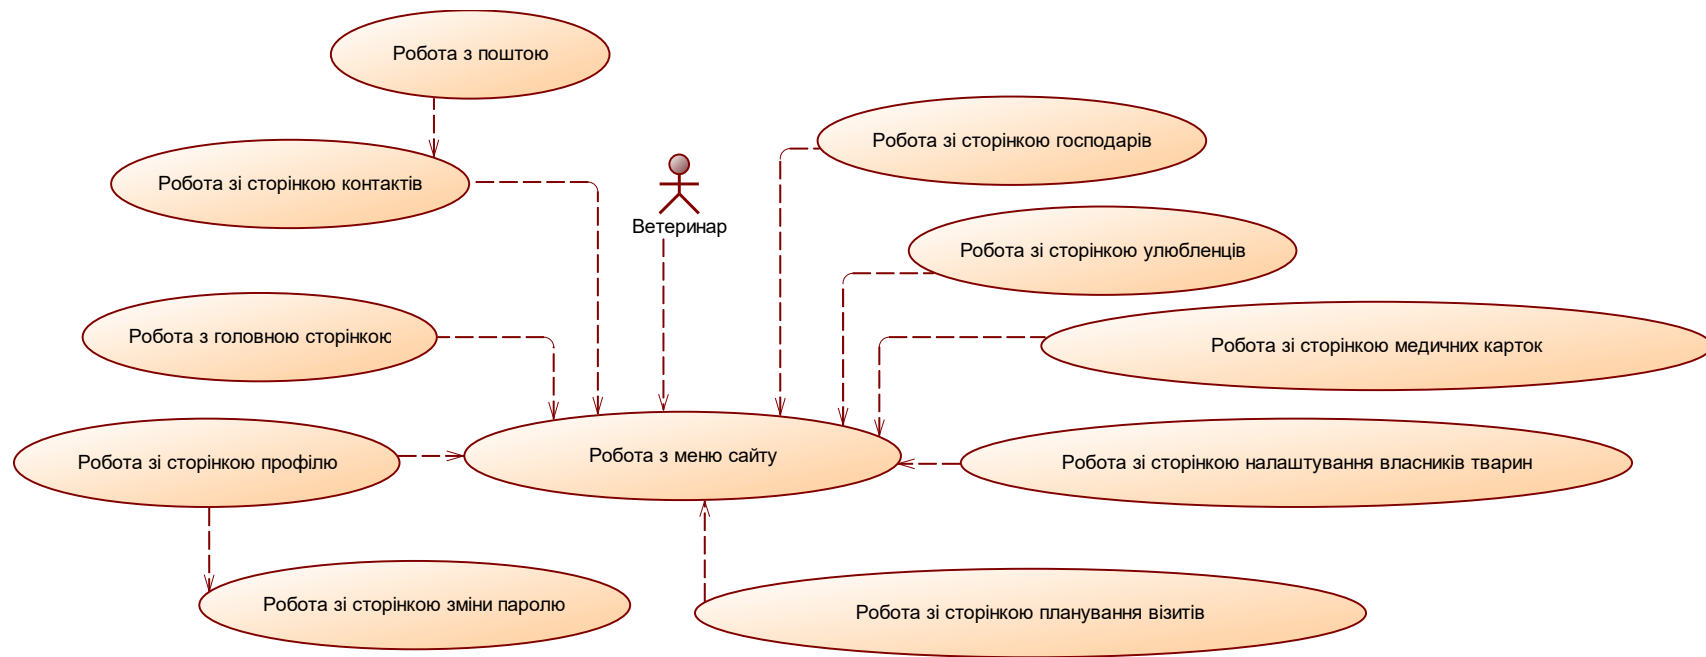 Робота з поштою
Робота зі сторінкою господарів
Робота зі сторінкою контактів
Ветеринар
Робота зі сторінкою улюбленців
Робота з головною сторінкою
Робота зі сторінкою медичних карток
Робота з меню сайту
Робота зі сторінкою профілю
Робота зі сторінкою налаштування власників тварин
Робота зі сторінкою зміни паролю
Робота зі сторінкою планування візитів